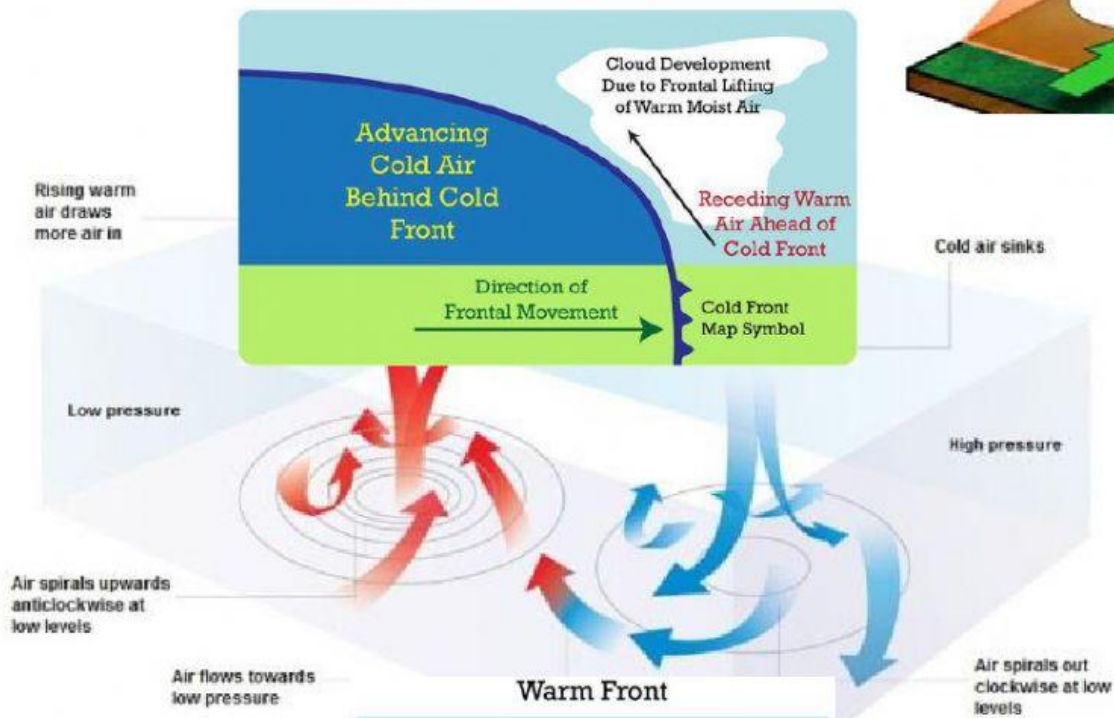 Cloud Development
Due to Frontal Lifting
of Warm Moist Air
Advancing
Cold Air
Behind Cold
Front
Rising warm
air draws
more air in
Receding Warm
Air Ahead of
Cold Front
Cold air sinks
Direction of
Frontal Movement
Cold Front
Map Symbol
Low pressure
High pressure
Air spirals upwards
anticlockwise at
low levels
Air flows towards
low pressure
Warm Front
Air spirals out
clockwise at low
levels